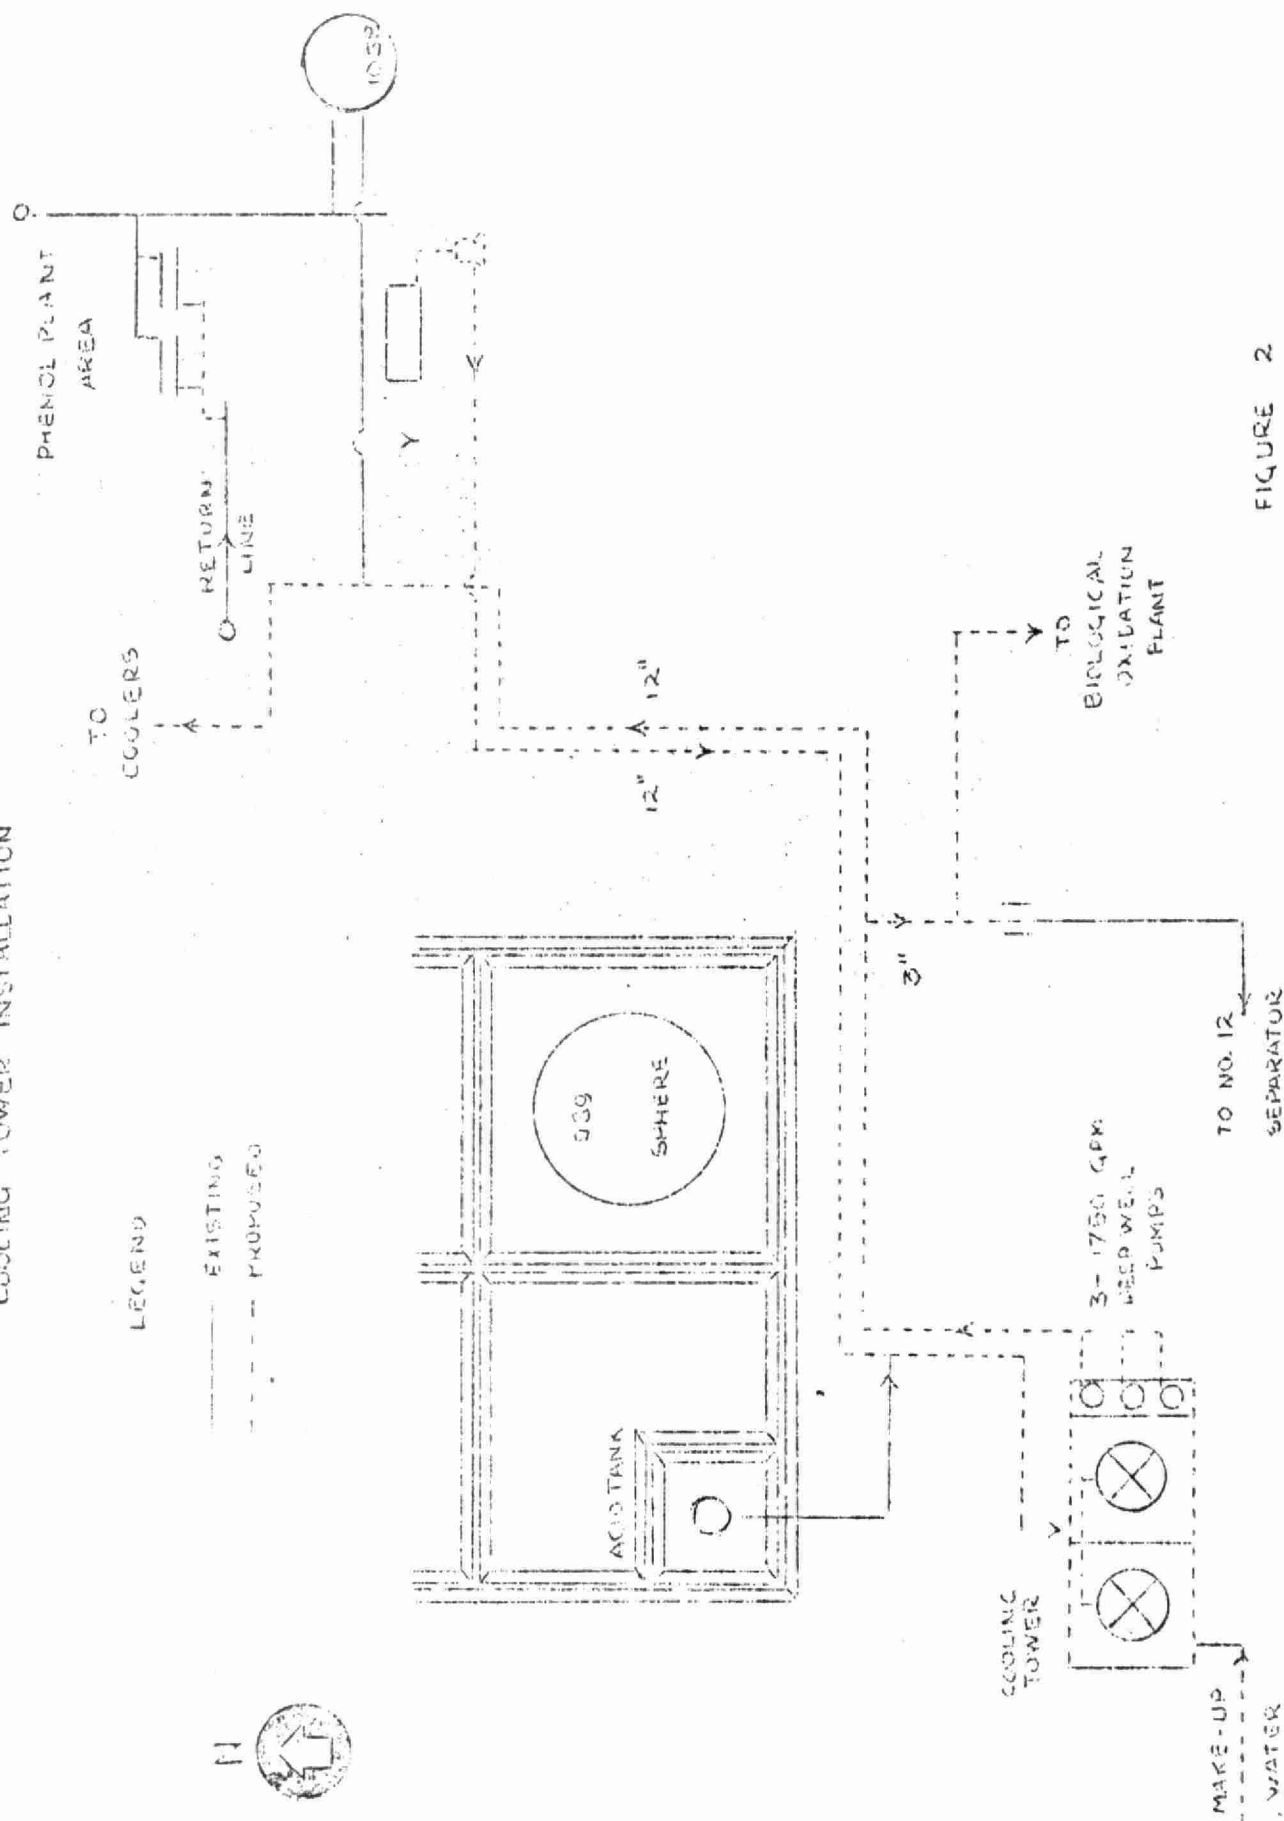 COOLING TOWER INSTALLATION
N
LEGEND
EXISTING
PROPOSED
TO
COOLERS
PHENOL PLANT
AREA
RETURN
LINE
Y
939
SPHERE
ACID TANK
12"
12"
3"
TO
BIOLOGICAL
OXIDATION
PLANT
COOLING
TOWER
3 - 1750 GPM
DEEP WELL
PUMPS
TO NO. 12
SEPARATOR
MAKE-UP
WATER
FIGURE 2